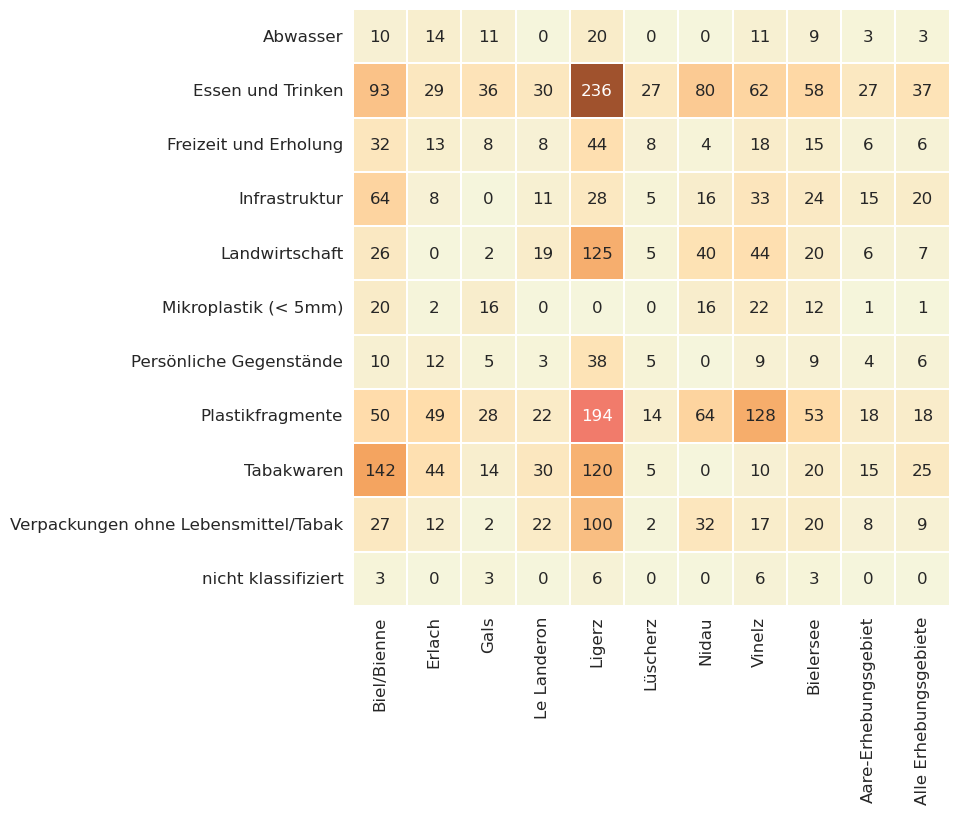 Abwasser 10 14 11 0 20 0 0 11 9 3 3
Essen und Trinken 93 29 36 30 236 27 80 62 58 27 37
Freizeit und Erholung 32 13 8 8 44 8 4 18 15 6 6
Infrastruktur 64 8 0 11 28 5 16 33 24 15 20
Landwirtschaft 26 0 2 19 125 5 40 44 20 6 7
Mikroplastik (< 5mm) 20 2 16 0 0 0 16 22 12 1 1
Persönliche Gegenstände 10 12 5 3 38 5 0 9 9 4 6
Plastikfragmente 50 49 28 22 194 14 64 128 53 18 18
Tabakwaren 142 44 14 30 120 5 0 10 20 15 25
Verpackungen ohne Lebensmittel/Tabak 27 12 2 22 100 2 32 17 20 8 9
nicht klassifiziert 3 0 3 0 6 0 0 6 3 0 0
Biel/Bienne
Erlach
Gals
Le Landeron
Ligerz
Lüscherz
Nidau
Vinelz
Bielersee
Aare-Erhebungsgebiet
Alle Erhebungsgebiete